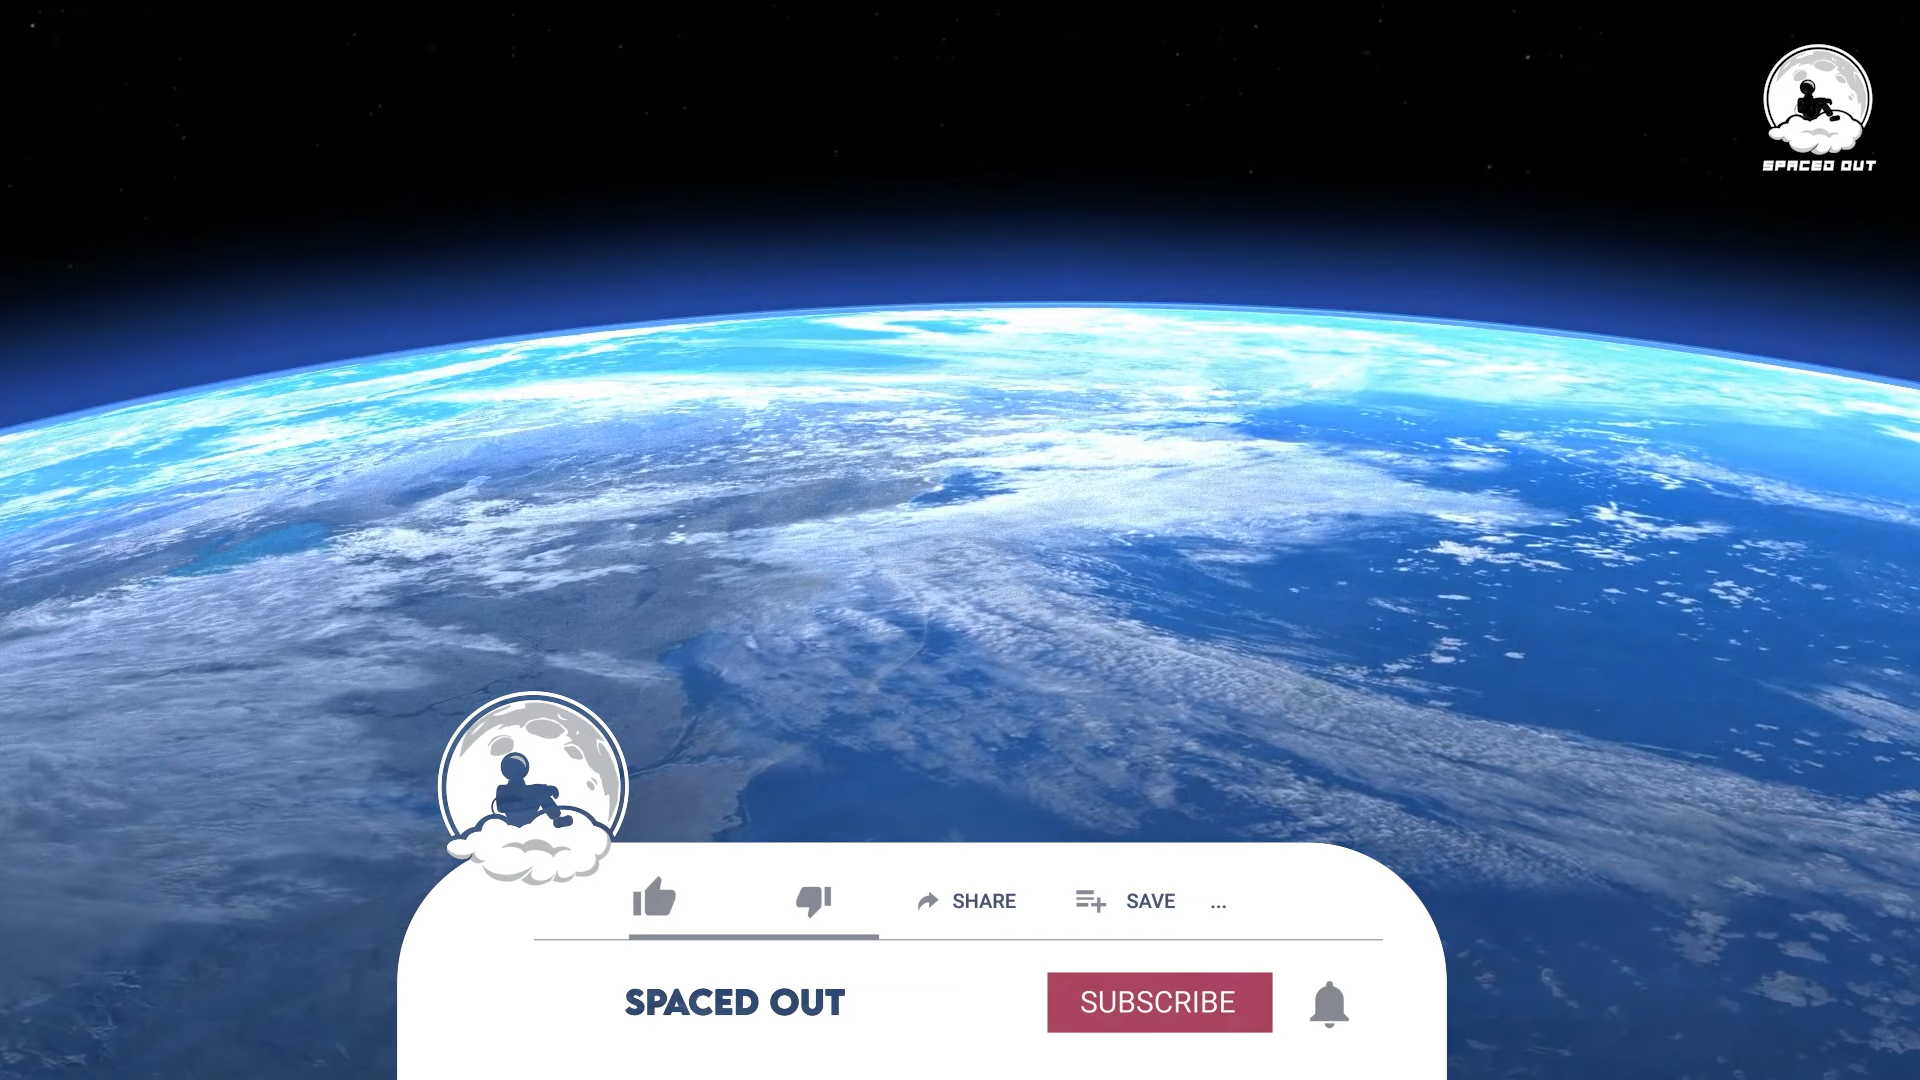 SPACED OUT
SHARE
SAVE
...
SPACED OUT
SUBSCRIBE